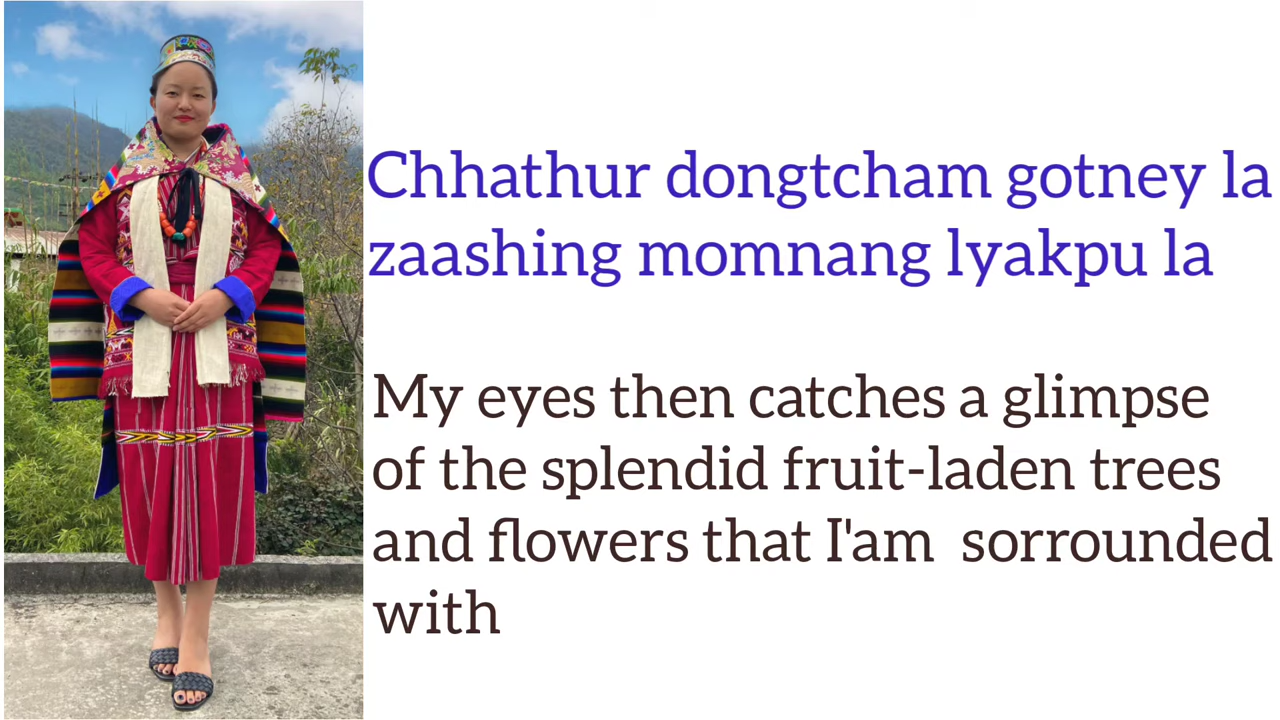 Chhathur dongtcham gotney la
zaashing momnang lyakpu la
My eyes then catches a glimpse
of the splendid fruit-laden trees
and flowers that I'am sorrounded
with